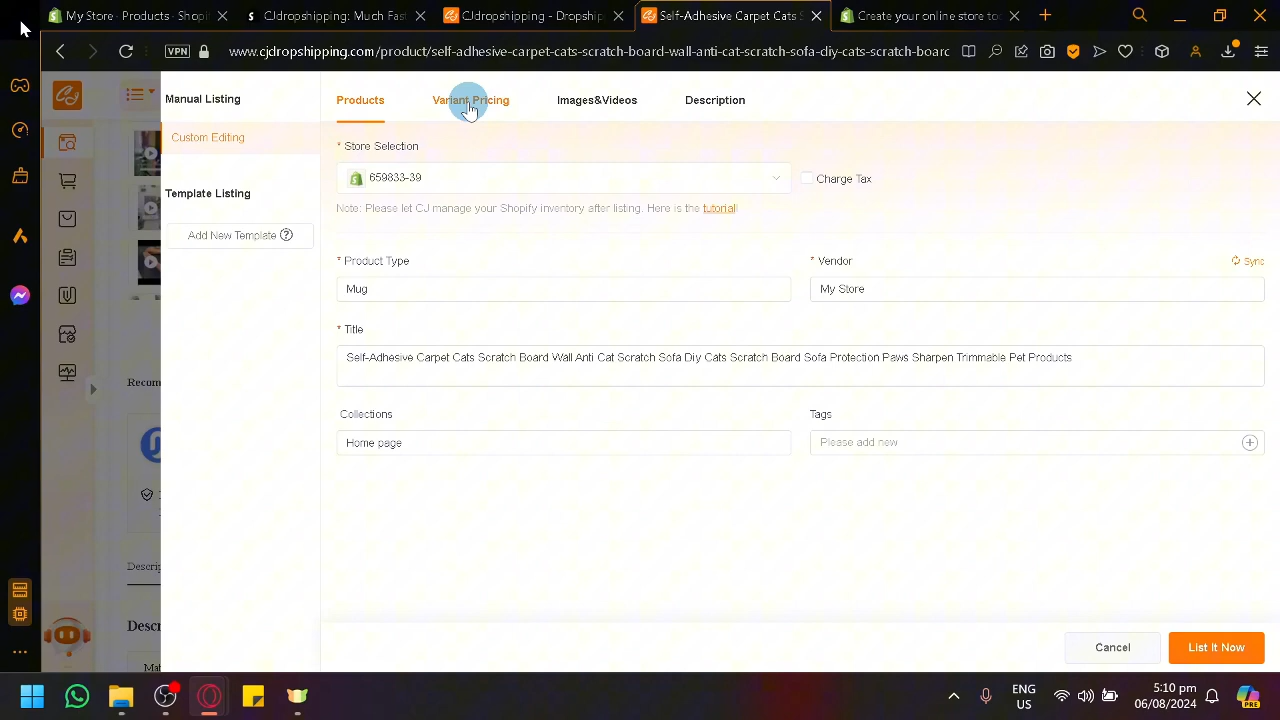 My Store - Products · Shopi
CJdropshipping: Much Fast
CJDropshipping - Dropship
Self-Adhesive Carpet Cats S
Create your online store to
VPN
www.cjdropshipping.com/product/self-adhesive-carpet-cats-scratch-board-wall-anti-cat-scratch-sofa-diy-cats-scratch-board
Manual Listing
Custom Editing
Template Listing
Add New Template
Products
Variant Pricing
Images&Videos
Description
* Store Selection
659833-39
Charge Tax
Note: Please let CJ manage your Shopify inventory after listing. Here is the tutorial!
* Product Type
* Vendor
Sync
Mug
My Store
* Title
Self-Adhesive Carpet Cats Scratch Board Wall Anti Cat Scratch Sofa Diy Cats Scratch Board Sofa Protection Paws Sharpen Trimmable Pet Products
Collections
Tags
Home page
Please add new
Recom
Descrip
Descr
Mat
Cancel
List It Now
ENG
US
5:10 pm
06/08/2024
PRE